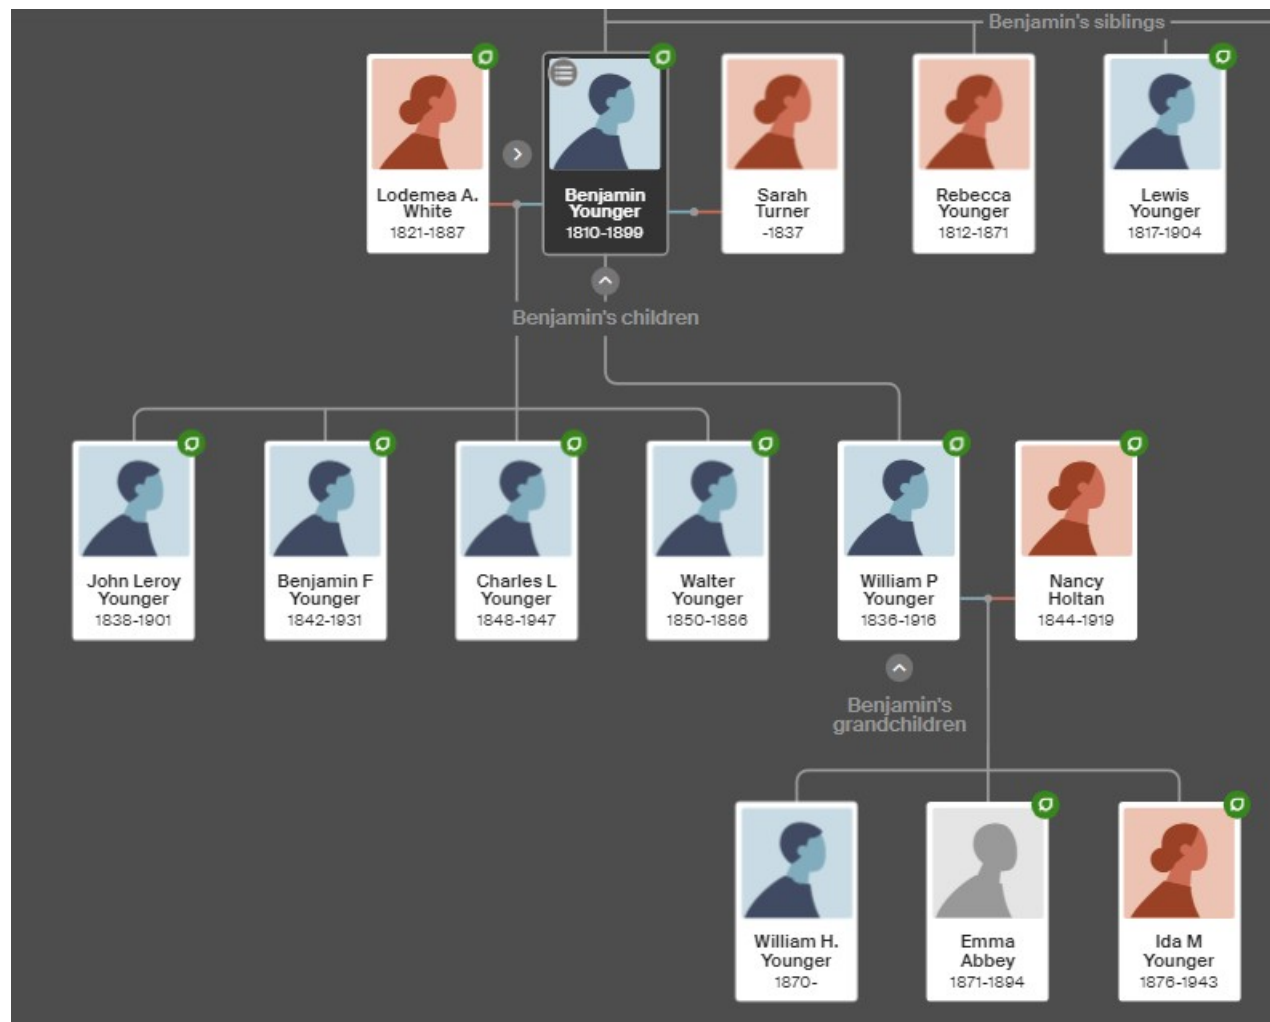 Benjamin's siblings
Lodemea A.
White
1821-1887
Benjamin
Younger
1810-1899
Sarah
Turner
-1837
Rebecca
Younger
1812-1871
Lewis
Younger
1817-1904
Benjamin's children
John Leroy
Younger
1838-1901
Benjamin F
Younger
1842-1931
Charles L
Younger
1848-1947
Walter
Younger
1850-1886
William P
Younger
1836-1916
Nancy
Holtan
1844-1919
Benjamin's
grandchildren
William H.
Younger
1870-
Emma
Abbey
1871-1894
Ida M
Younger
1876-1943